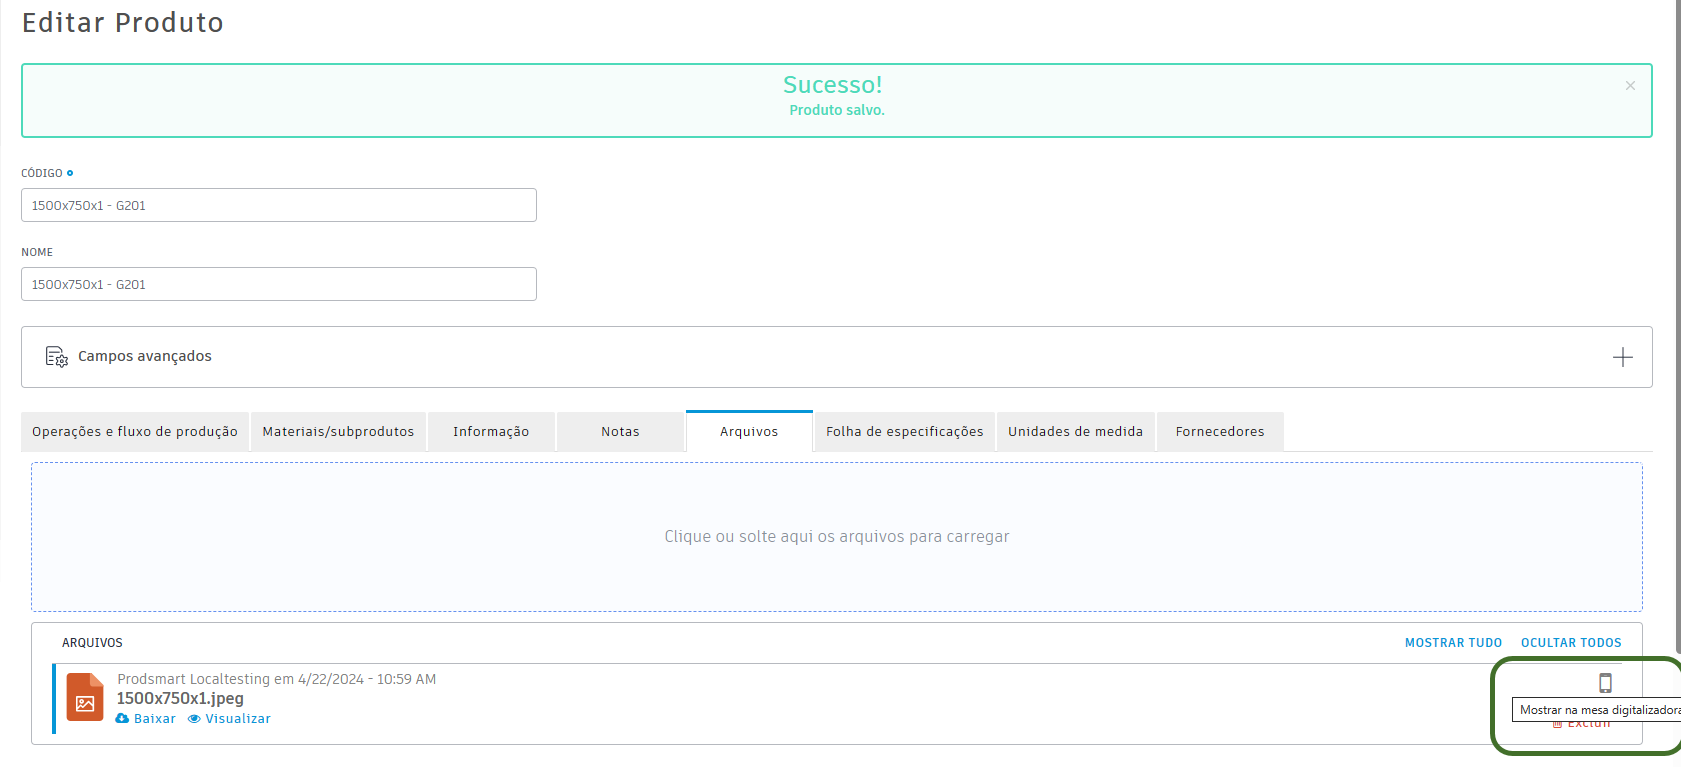 Editar Produto
Sucesso!
Produto salvo.
CÓDIGO
1500x750x1 - G201
NOME
1500x750x1 - G201
Campos avançados
Operações e fluxo de produção
Materiais/subprodutos
Informação
Notas
Arquivos
Folha de especificações
Unidades de medida
Fornecedores
Clique ou solte aqui os arquivos para carregar
ARQUIVOS
MOSTRAR TUDO
OCULTAR TODOS
Prodsmart Localtesting em 4/22/2024 - 10:59 AM
1500x750x1.jpeg
Baixar
Visualizar
Mostrar na mesa digitalizadora
Excluir